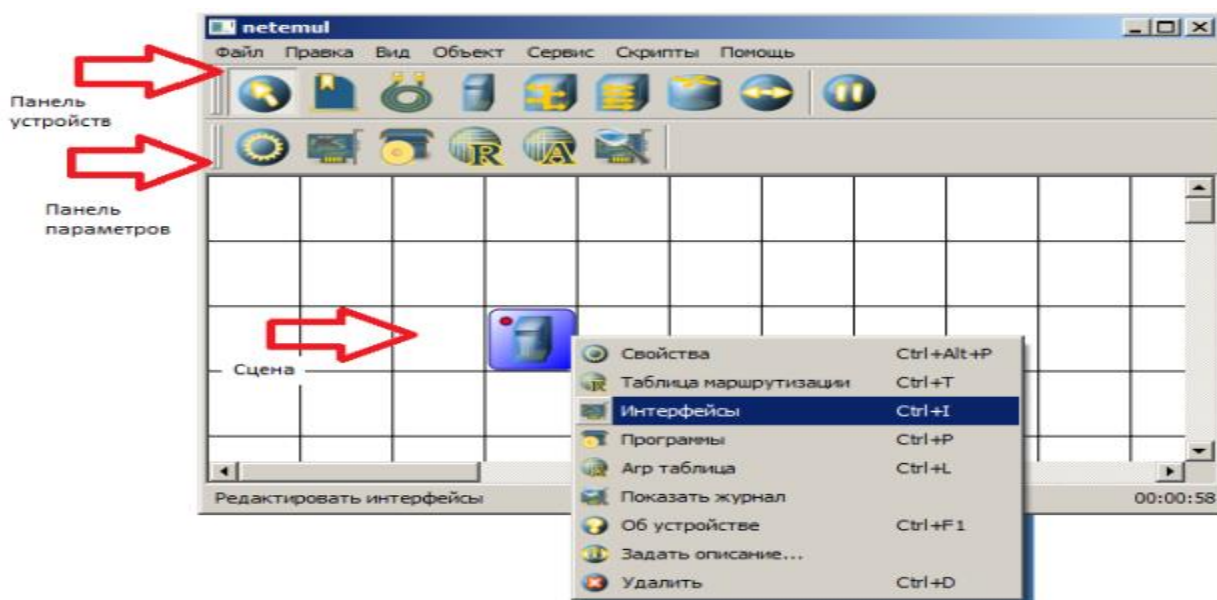 netemul
Файл Правка Вид Объект Сервис Скрипты Помощь
Панель
устройств
R A
Панель
параметров
Сцена
Свойства Ctrl+Alt+P
R Таблица маршрутизации Ctrl+T
Интерфейсы Ctrl+I
Программы Ctrl+P
Arp таблица Ctrl+L
Показать журнал
Об устройстве Ctrl+F1
Задать описание...
Удалить Ctrl+D
Редактировать интерфейсы 00:00:58